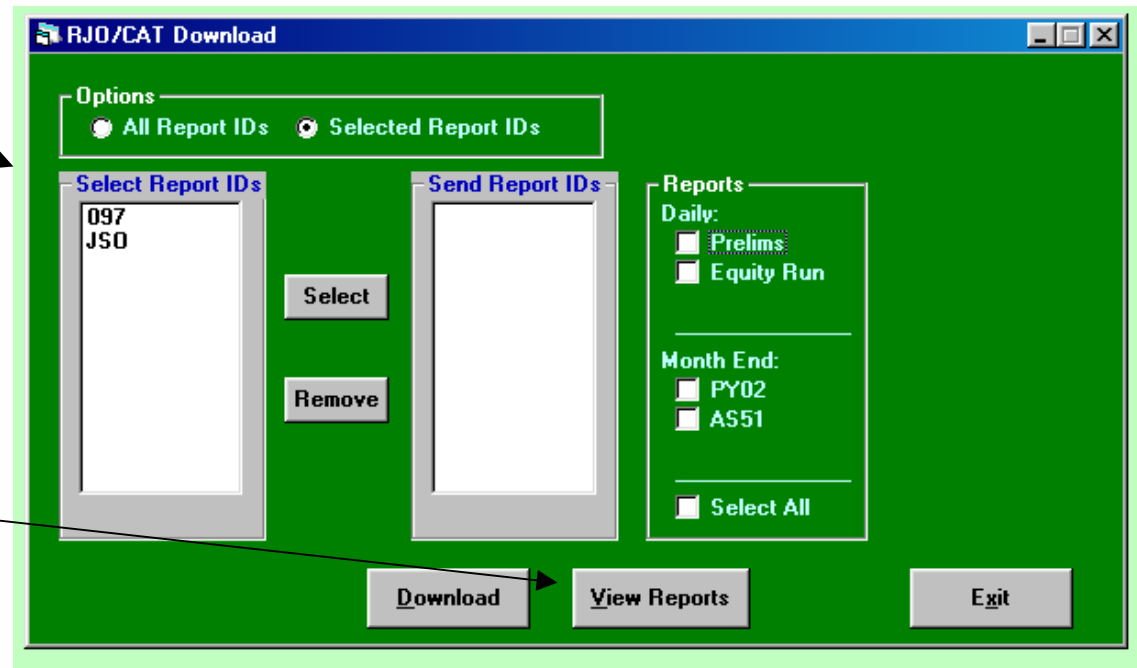 RJO/CAT Download
Options
All Report IDs Selected Report IDs
Select Report IDs
097
JSO
Select
Remove
Send Report IDs
Reports
Daily:
Prelims
Equity Run
Month End:
PY02
AS51
Select All
Download View Reports Exit